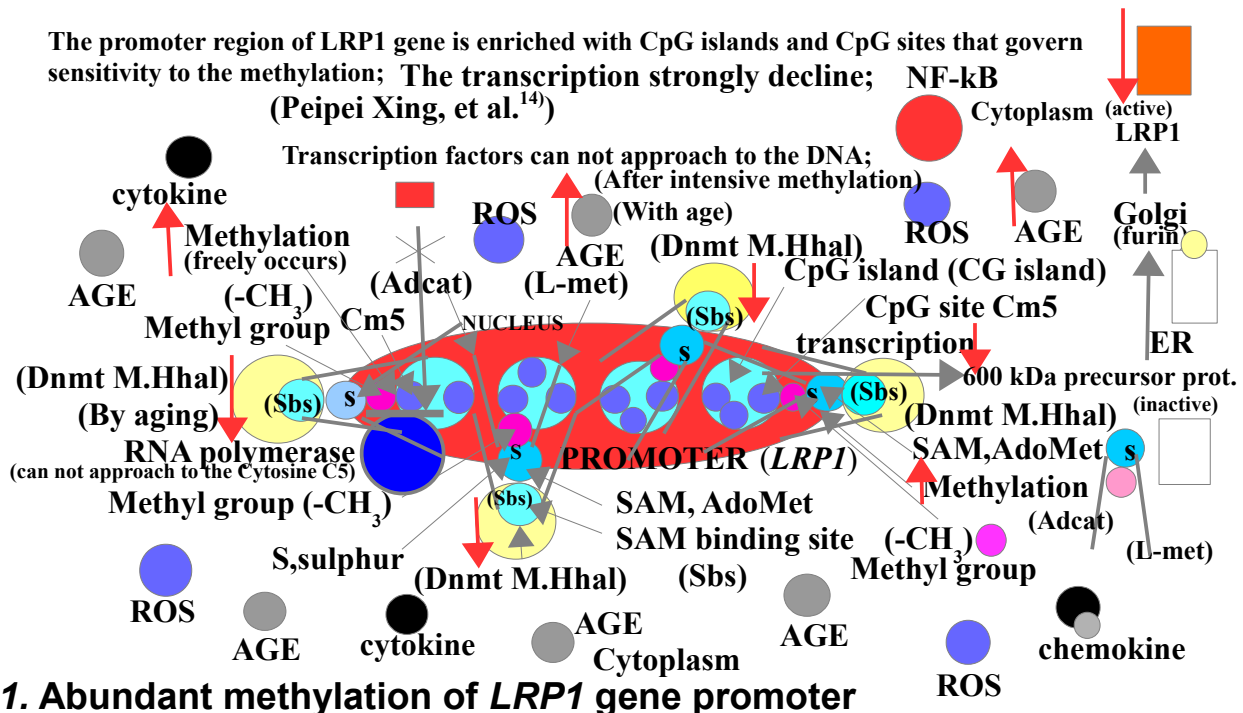 The promoter region of LRP1 gene is enriched with CpG islands and CpG sites that govern
sensitivity to the methylation; The transcription strongly decline;
(Peipei Xing, et al.14))
NF-kB
Cytoplasm
(active)
LRP1
Transcription factors can not approach to the DNA;
(After intensive methylation)
(With age)
cytokine
ROS
AGE
(L-met)
ROS
AGE
Golgi
(furin)
AGE
Methylation
(freely occurs)
(-CH3)
Methyl group
Cm5
(Adcat)
(Dnmt M.Hhal)
CpG island (CG island)
CpG site Cm5
transcription
ER
NUCLEUS
(Sbs)
s
600 kDa precursor prot.
(inactive)
(Dnmt M.Hhal)
(By aging)
(Sbs)
s
s
(Sbs)
(Dnmt M.Hhal)
RNA polymerase
(can not approach to the Cytosine C5)
s
PROMOTER (LRP1)
SAM,AdoMet
s
Methyl group (-CH3)
(Sbs)
SAM, AdoMet
Methylation
(Adcat)
S,sulphur
SAM binding site
(Sbs)
(-CH3)
Methyl group
(L-met)
(Dnmt M.Hhal)
ROS
AGE
cytokine
AGE
Cytoplasm
AGE
ROS
chemokine
1. Abundant methylation of LRP1 gene promoter